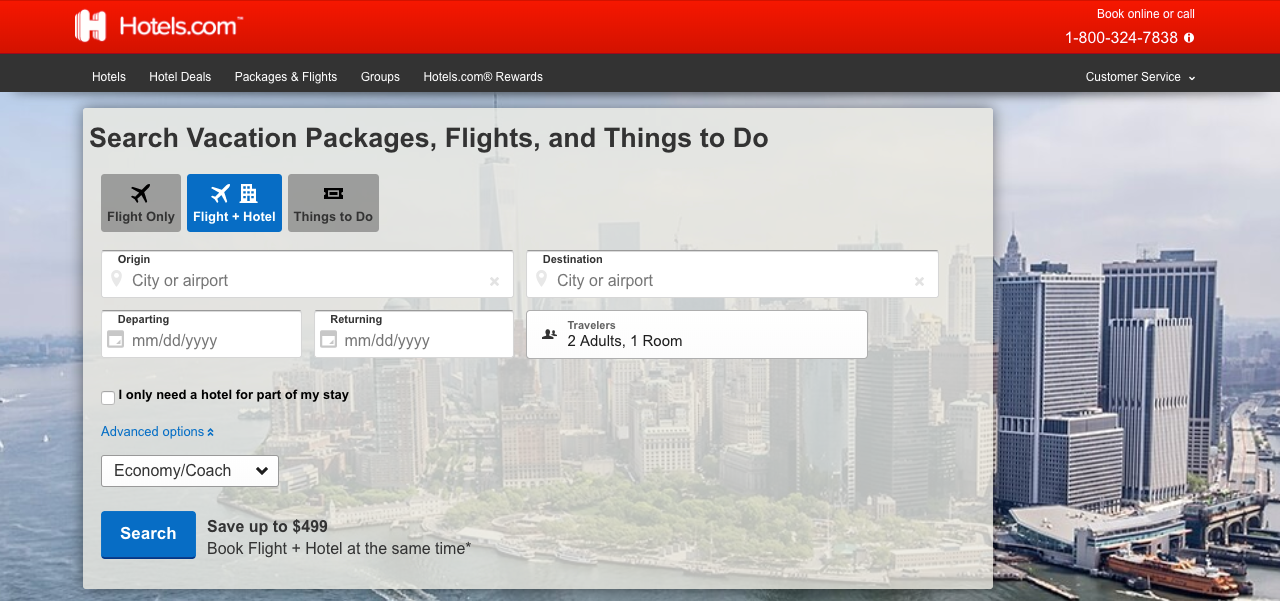 Hotels.com™
Book online or call
1-800-324-7838
Hotels
Hotel Deals
Packages & Flights
Groups
Hotels.com® Rewards
Customer Service
Search Vacation Packages, Flights, and Things to Do
Flight Only
Flight + Hotel
Things to Do
Origin
City or airport
Destination
City or airport
Departing
mm/dd/yyyy
Returning
mm/dd/yyyy
Travelers
2 Adults, 1 Room
I only need a hotel for part of my stay
Advanced options
Economy/Coach
Search
Save up to $499
Book Flight + Hotel at the same time*